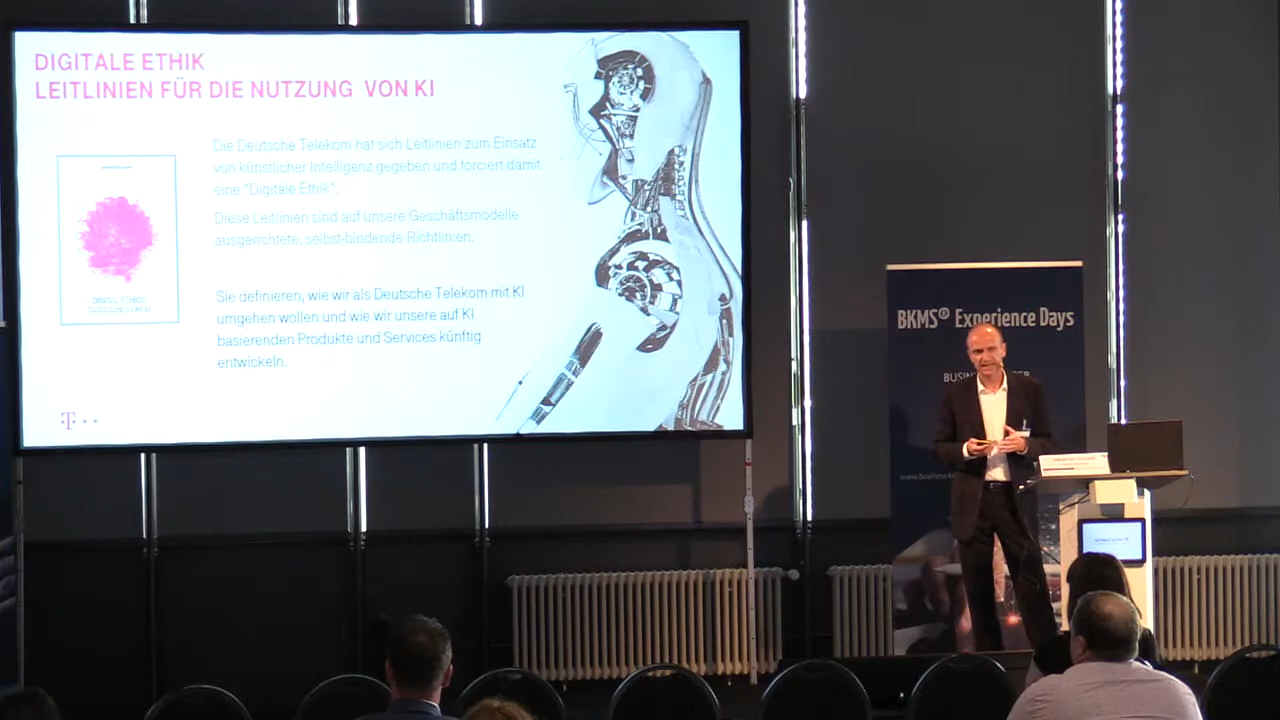 DIGITALE ETHIK
LEITLINIEN FÜR DIE NUTZUNG VON KI
Die Deutsche Telekom hat sich Leitlinien zum Einsatz
von künstlicher Intelligenz gegeben und forciert damit
eine "Digitale Ethik".
Diese Leitlinien sind auf unsere Geschäftsmodelle
ausgerichtete, selbst-bindende Richtlinien.
Sie definieren, wie wir als Deutsche Telekom mit KI
umgehen wollen und wie wir unsere auf KI
basierenden Produkte und Services künftig
entwickeln.
DIGITAL ETHICS
T
BKMS® Experience Days